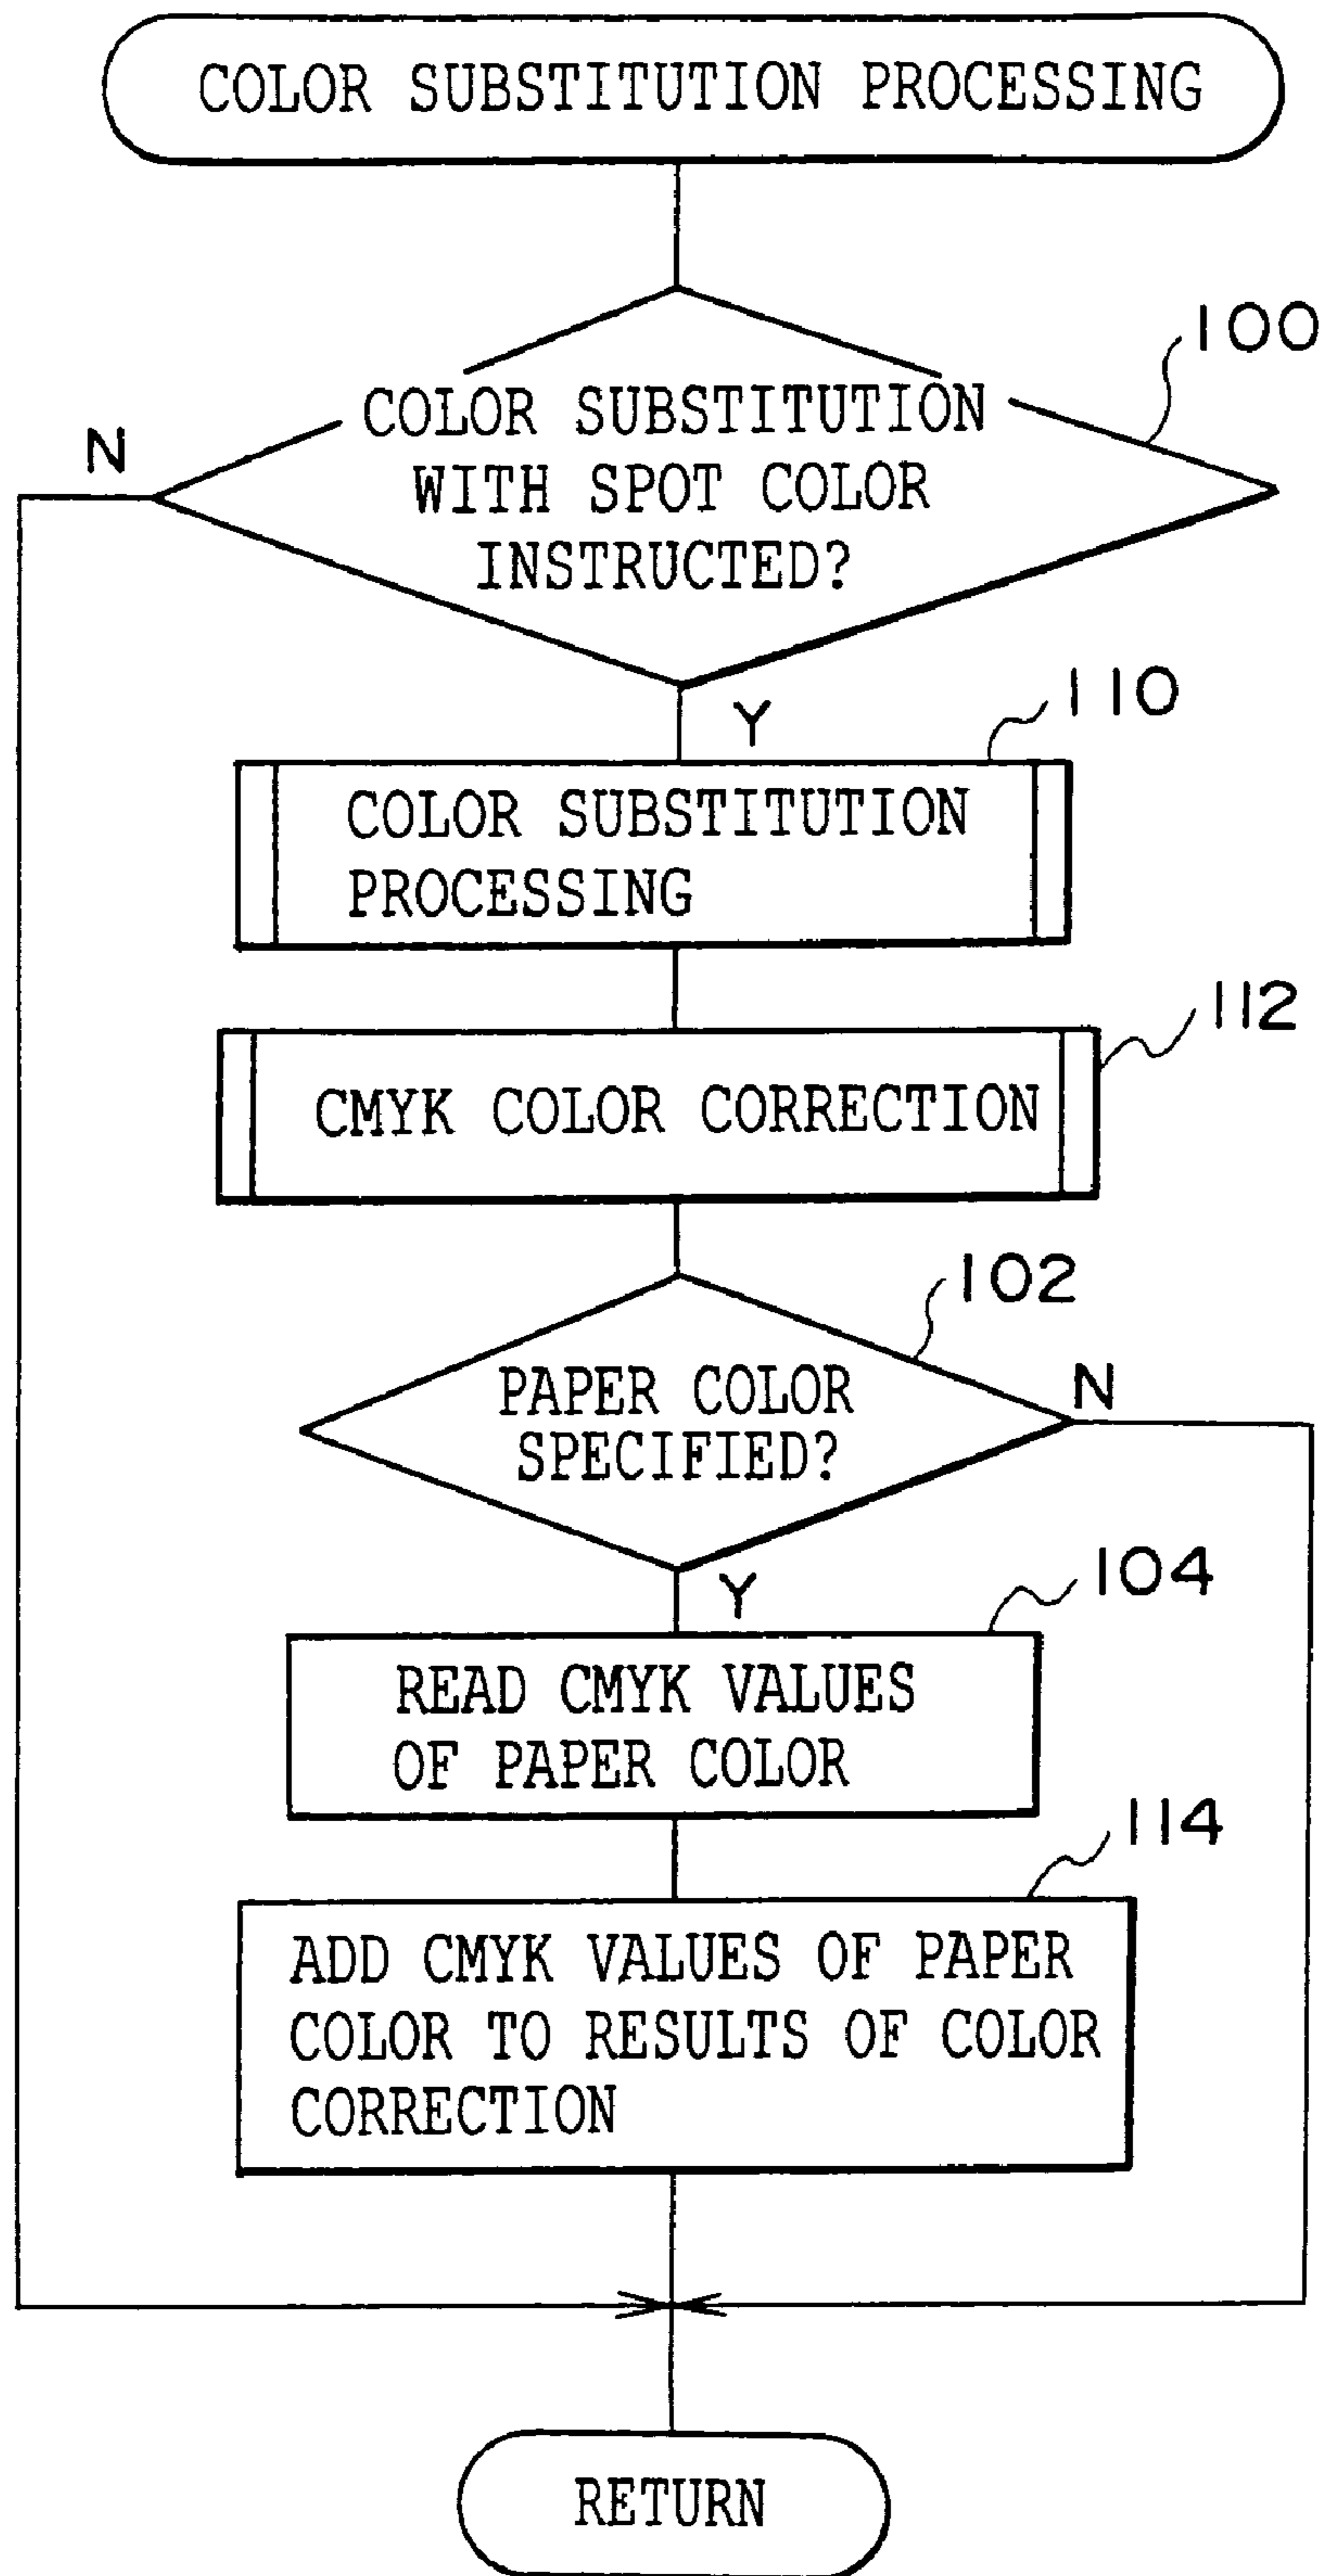 COLOR SUBSTITUTION PROCESSING
100
COLOR SUBSTITUTION
WITH SPOT COLOR
INSTRUCTED?
N
Y
110
COLOR SUBSTITUTION
PROCESSING
112
CMYK COLOR CORRECTION
102
PAPER COLOR
SPECIFIED?
N
Y
104
READ CMYK VALUES
OF PAPER COLOR
114
ADD CMYK VALUES OF PAPER
COLOR TO RESULTS OF COLOR
CORRECTION
RETURN